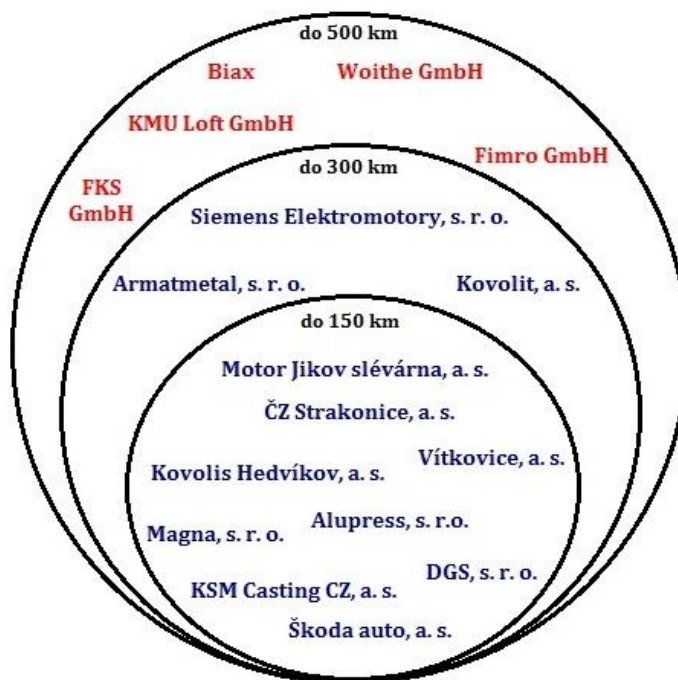 do 500 km
Biax
Woithe GmbH
KMU Loft GmbH
Fimro GmbH
FKS
GmbH
do 300 km
Siemens Elektromotory, s. r. o.
Armatmetal, s. r. o.
Kovolit, a. s.
do 150 km
Motor Jikov slévárna, a. s.
ČZ Strakonice, a. s.
Vítkovice, a. s.
Kovolis Hedvíkov, a. s.
Alupress, s. r.o.
Magna, s. r. o.
DGS, s. r. o.
KSM Casting CZ, a. s.
Škoda auto, a. s.